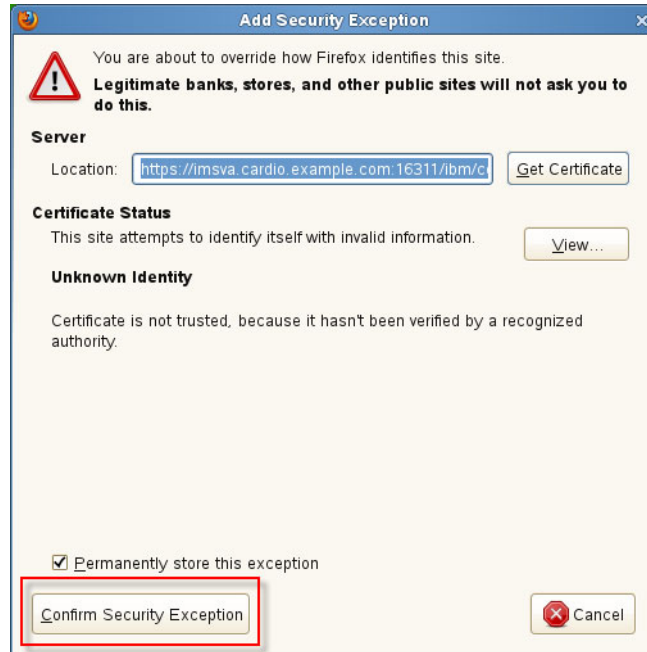 Add Security Exception
You are about to override how Firefox identifies this site.
Legitimate banks, stores, and other public sites will not ask you to
do this.
Server
Location: https://imsva.cardio.example.com:16311/ibm/co Get Certificate
Certificate Status
This site attempts to identify itself with invalid information.
View...
Unknown Identity
Certificate is not trusted, because it hasn't been verified by a recognized
authority.
Permanently store this exception
Confirm Security Exception
Cancel